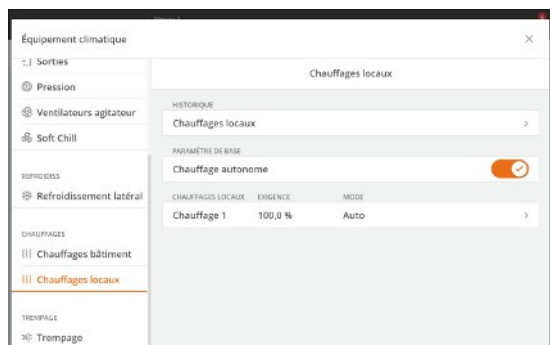 Équipement climatique
Sorties
Pression
Ventilateurs agitateur
Soft Chill
REFROIDISS
Refroidissement latéral
CHAUFFAGES
Chauffages bâtiment
Chauffages locaux
TREMPAGE
Trempage
Chauffages locaux
HISTORIQUE
Chauffages locaux
PARAMÈTRE DE BASE
Chauffage autonome
CHAUFFAGES LOCAUX EXIGENCE MODE
Chauffage 1 100,0 % Auto